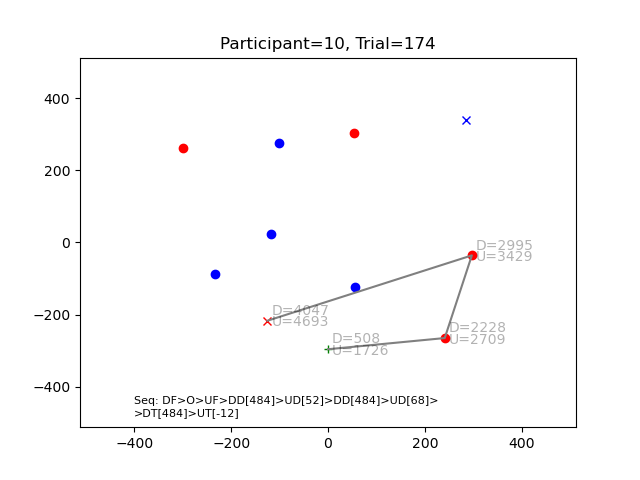 Participant=10, Trial=174
400
200
0
−200
−400
−400
−200
0
200
400
D=2995
U=3429
D=4047
U=4693
D=508
U=1726
D=2228
U=2709
Seq: DF>O>UF>DD[484]>UD[52]>DD[484]>UD[68]>
>DT[484]>UT[-12]